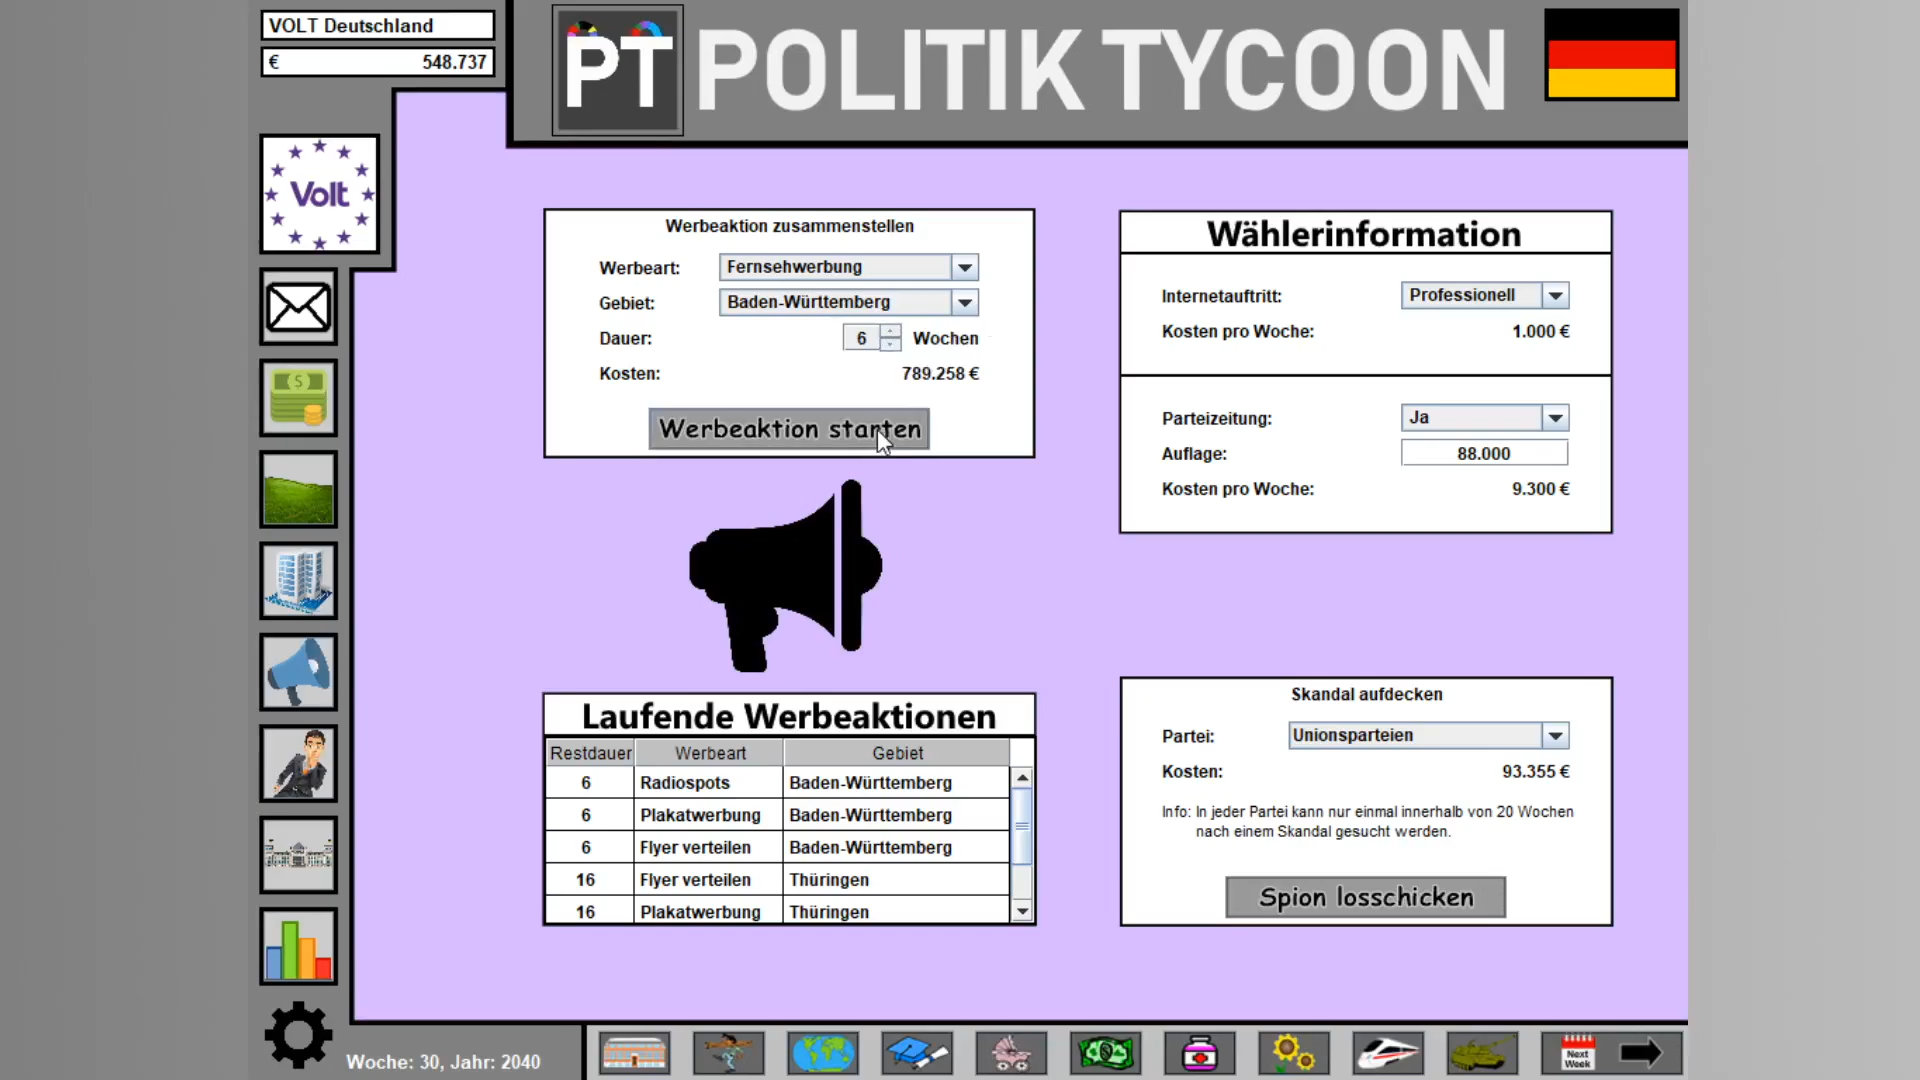 VOLT Deutschland
€ 548.737
PT POLITIK TYCOON
Volt
Werbeaktion zusammenstellen
Werbeart: Fernsehwerbung
Gebiet: Baden-Württemberg
Dauer: 6 Wochen
Kosten: 789.258 €
Werbeaktion starten
Wählerinformation
Internetauftritt: Professionell
Kosten pro Woche: 1.000 €
Parteizeitung: Ja
Auflage: 88.000
Kosten pro Woche: 9.300 €
Laufende Werbeaktionen
Restdauer Werbeart Gebiet
6 Radiospots Baden-Württemberg
6 Plakatwerbung Baden-Württemberg
6 Flyer verteilen Baden-Württemberg
16 Flyer verteilen Thüringen
16 Plakatwerbung Thüringen
Skandal aufdecken
Partei: Unionsparteien
Kosten: 93.355 €
Info: In jeder Partei kann nur einmal innerhalb von 20 Wochen
nach einem Skandal gesucht werden.
Spion losschicken
Woche: 30, Jahr: 2040
Next
Week